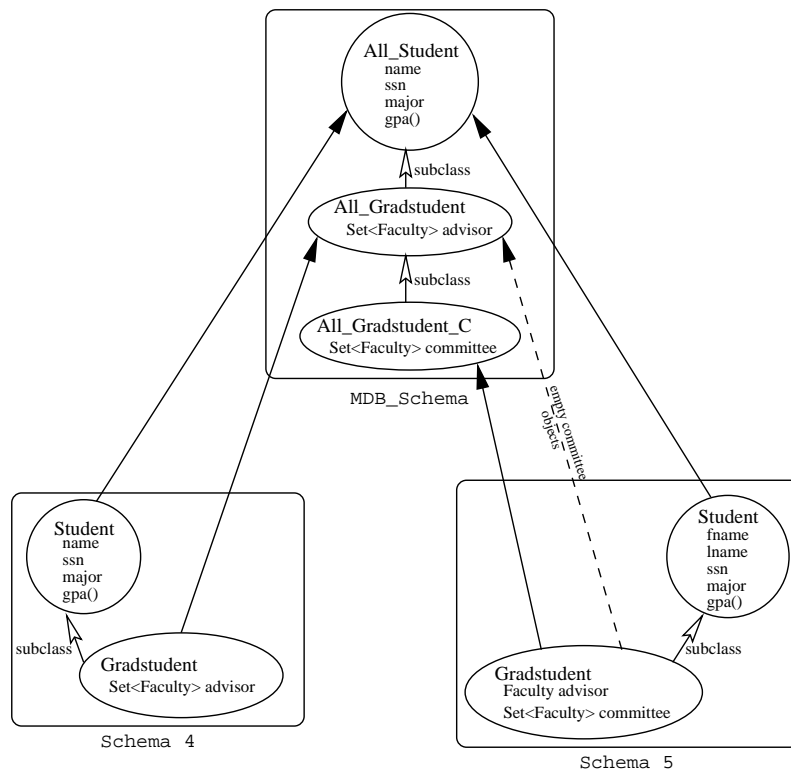 All_Student
name
ssn
major
gpa()
subclass
All_Gradstudent
Set<Faculty> advisor
subclass
All_Gradstudent_C
Set<Faculty> committee
MDB_Schema
empty committee
objects
Student
name
ssn
major
gpa()
subclass
Gradstudent
Set<Faculty> advisor
Schema 4
Student
fname
lname
ssn
major
gpa()
subclass
Gradstudent
Faculty advisor
Set<Faculty> committee
Schema 5